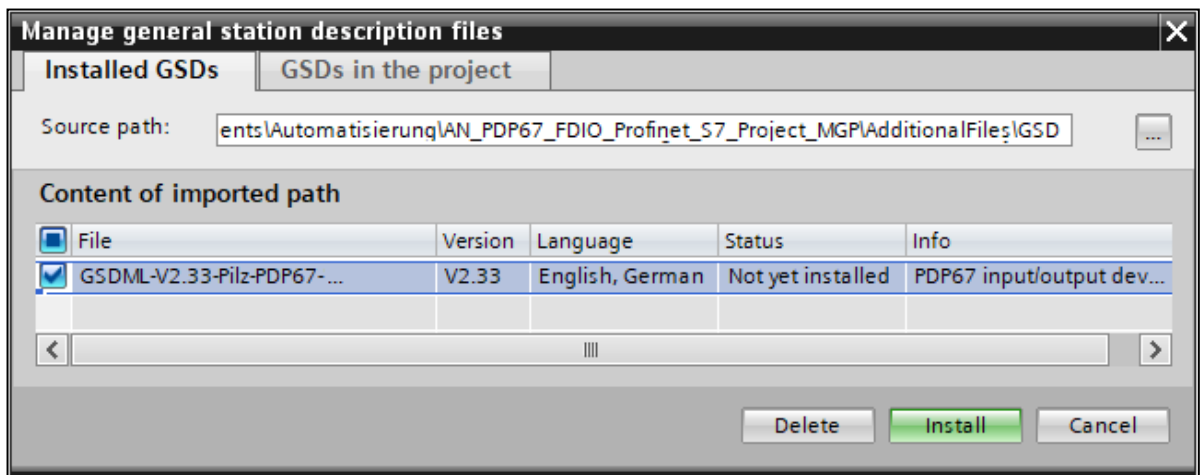 Manage general station description files
Installed GSDs GSDs in the project
Source path: ents\Automatisierung\AN_PDP67_FDIO_Profinet_S7_Project_MGP\AdditionalFiles\GSD ...
Content of imported path
File Version Language Status Info
GSDML-V2.33-Pilz-PDP67-... V2.33 English, German Not yet installed PDP67 input/output dev...
Delete Install Cancel